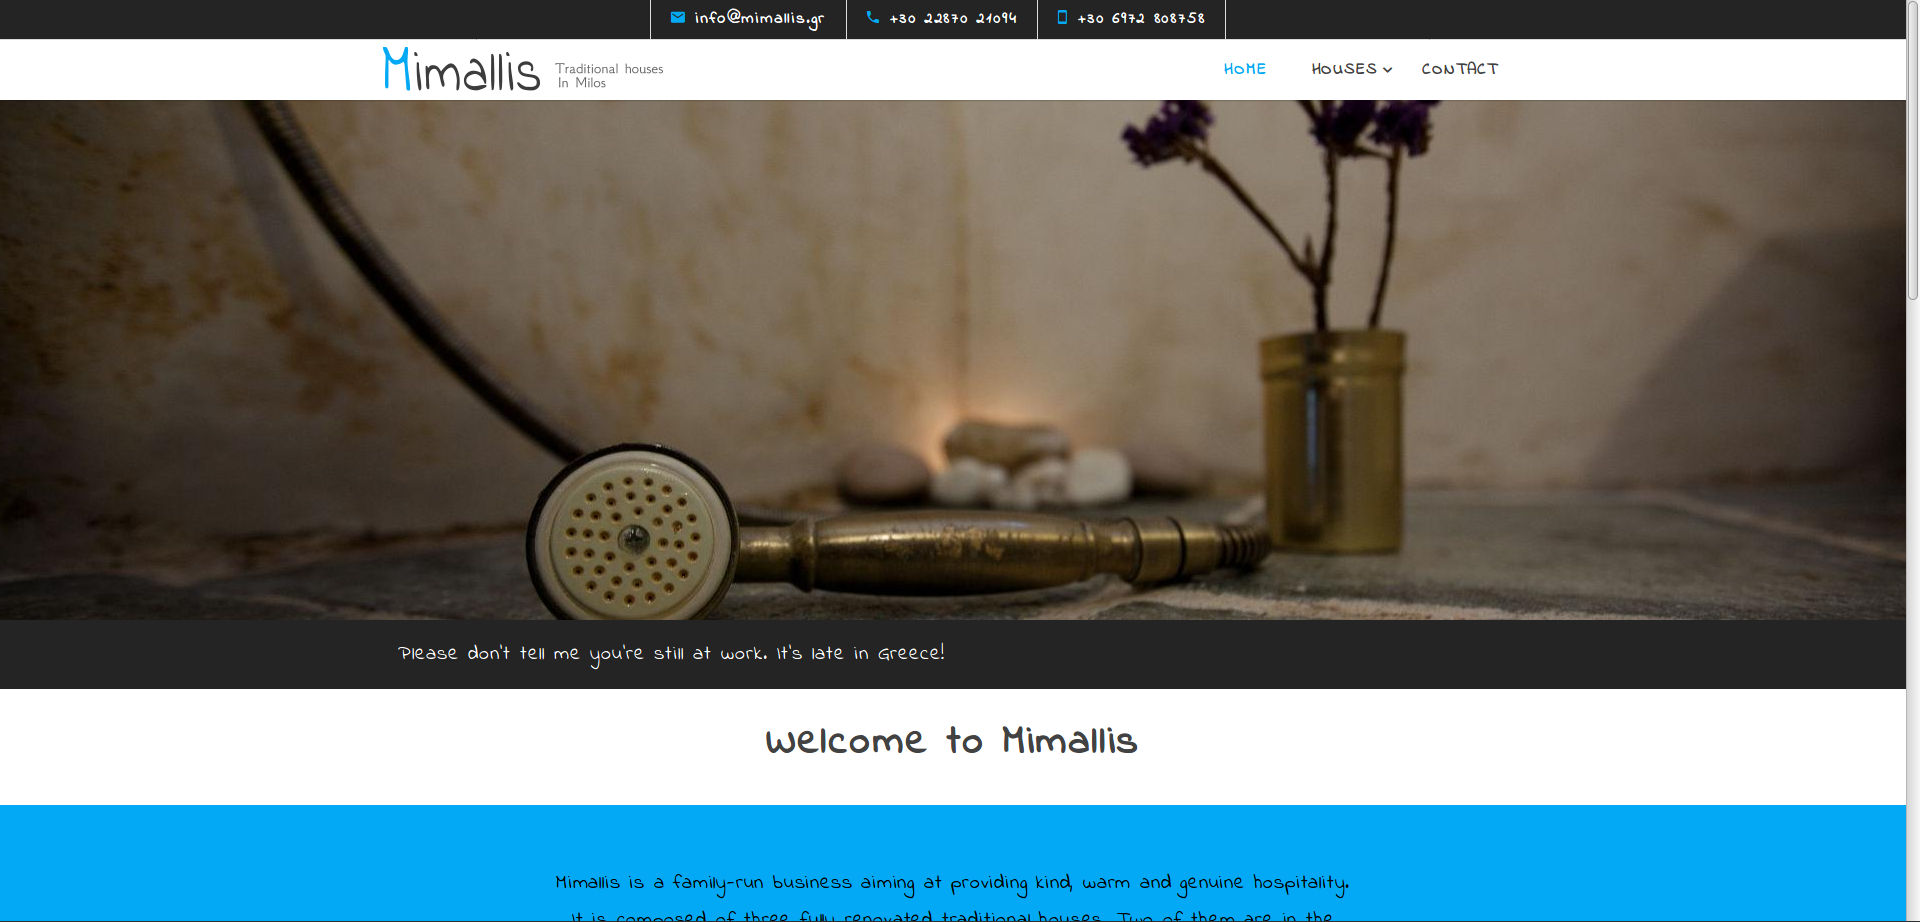 info@mimallis.gr +30 22870 21094 +30 6972 808758
Mimallis Traditional houses
In Milos
HOME HOUSES CONTACT
Please don't tell me you're still at work. It's late in Greece!
Welcome to Mimallis
Mimallis is a family-run business aiming at providing kind, warm and genuine hospitality.
It is composed of three fully renovated traditional houses. Two of them are in the